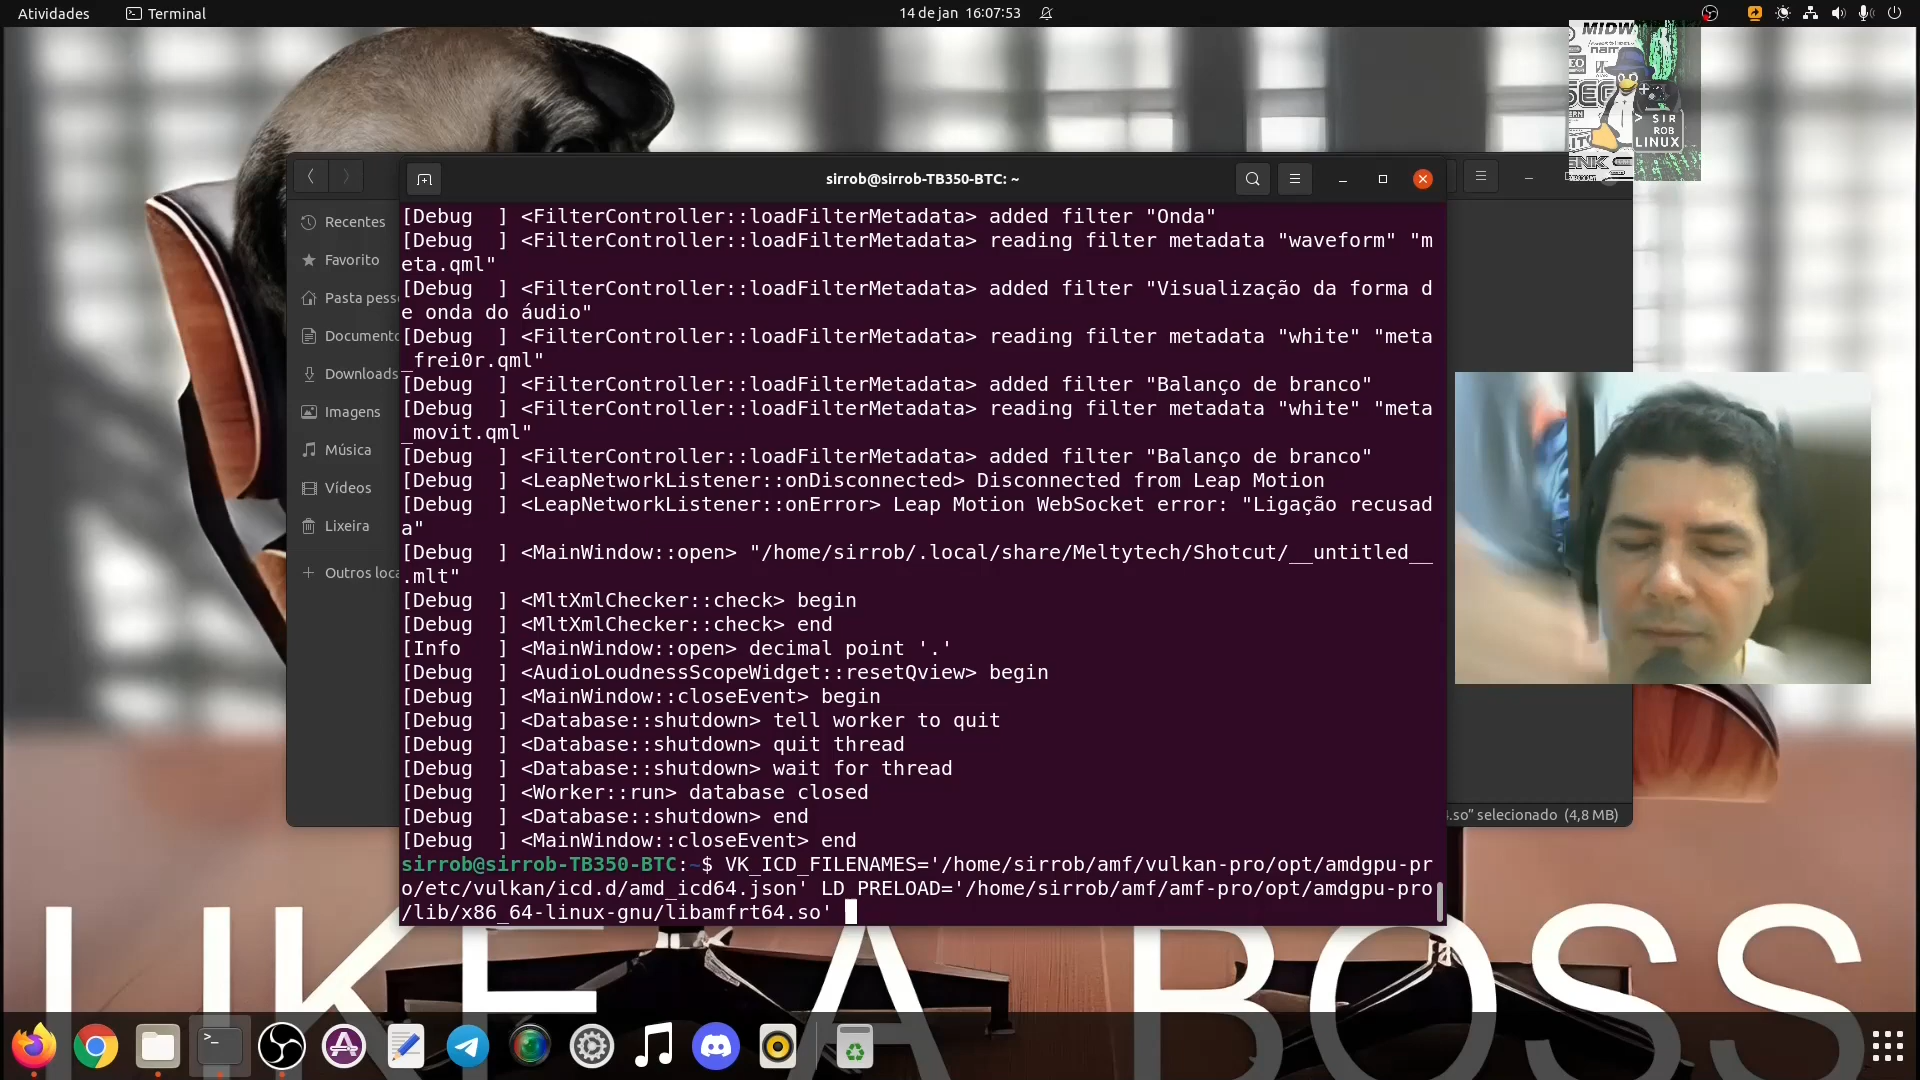 Atividades
Terminal
14 de jan 16:07:53
MIDW
SEG
> SIR
ROB
LINUX
sirrob@sirrob-TB350-BTC: ~
Recentes
Favorito
Pasta pess
Documento
Downloads
Imagens
Música
Vídeos
Lixeira
+ Outros loca
[Debug  ] <FilterController::loadFilterMetadata> added filter "Onda"
[Debug  ] <FilterController::loadFilterMetadata> reading filter metadata "waveform" "m
eta.qml"
[Debug  ] <FilterController::loadFilterMetadata> added filter "Visualização da forma d
e onda do áudio"
[Debug  ] <FilterController::loadFilterMetadata> reading filter metadata "white" "meta
_frei0r.qml"
[Debug  ] <FilterController::loadFilterMetadata> added filter "Balanço de branco"
[Debug  ] <FilterController::loadFilterMetadata> reading filter metadata "white" "meta
_movit.qml"
[Debug  ] <FilterController::loadFilterMetadata> added filter "Balanço de branco"
[Debug  ] <LeapNetworkListener::onDisconnected> Disconnected from Leap Motion
[Debug  ] <LeapNetworkListener::onError> Leap Motion WebSocket error: "Ligação recusad
a"
[Debug  ] <MainWindow::open> "/home/sirrob/.local/share/Meltytech/Shotcut/__untitled__
.mlt"
[Debug  ] <MltXmlChecker::check> begin
[Debug  ] <MltXmlChecker::check> end
[Info   ] <MainWindow::open> decimal point '.'
[Debug  ] <AudioLoudnessScopeWidget::resetQview> begin
[Debug  ] <MainWindow::closeEvent> begin
[Debug  ] <Database::shutdown> tell worker to quit
[Debug  ] <Database::shutdown> quit thread
[Debug  ] <Database::shutdown> wait for thread
[Debug  ] <Worker::run> database closed
[Debug  ] <Database::shutdown> end
[Debug  ] <MainWindow::closeEvent> end
sirrob@sirrob-TB350-BTC:~$ VK_ICD_FILENAMES='/home/sirrob/amf/vulkan-pro/opt/amdgpu-pr
o/etc/vulkan/icd.d/amd_icd64.json' LD_PRELOAD='/home/sirrob/amf/amf-pro/opt/amdgpu-pro
/lib/x86_64-linux-gnu/libamfrt64.so'
4.so" selecionado (4,8 MB)
LIKE A BOSS